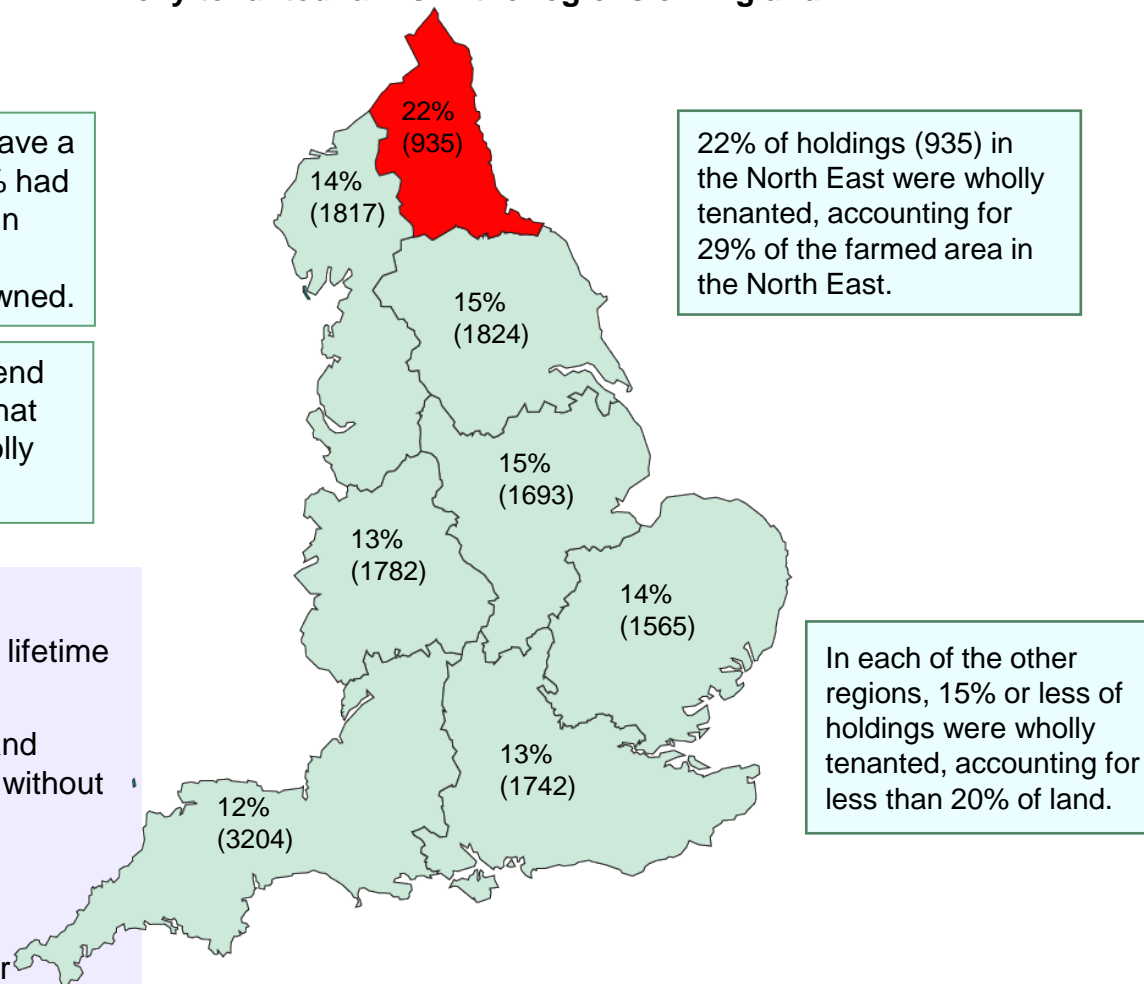 22%
(935)
14%
(1817)
15%
(1824)
15%
(1693)
13%
(1782)
14%
(1565)
13%
(1742)
12%
(3204)
22% of holdings (935) in
the North East were wholly
tenanted, accounting for
29% of the farmed area in
the North East.
In each of the other
regions, 15% or less of
holdings were wholly
tenanted, accounting for
less than 20% of land.
ave a
% had
n
wned.
end
hat
olly
lifetime
and
without
r